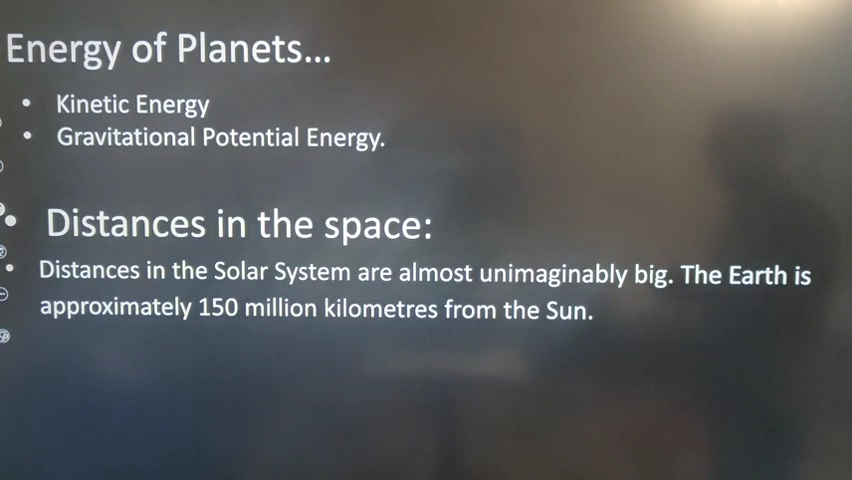 Energy of Planets...
• Kinetic Energy
• Gravitational Potential Energy.
• Distances in the space:
• Distances in the Solar System are almost unimaginably big. The Earth is
approximately 150 million kilometres from the Sun.